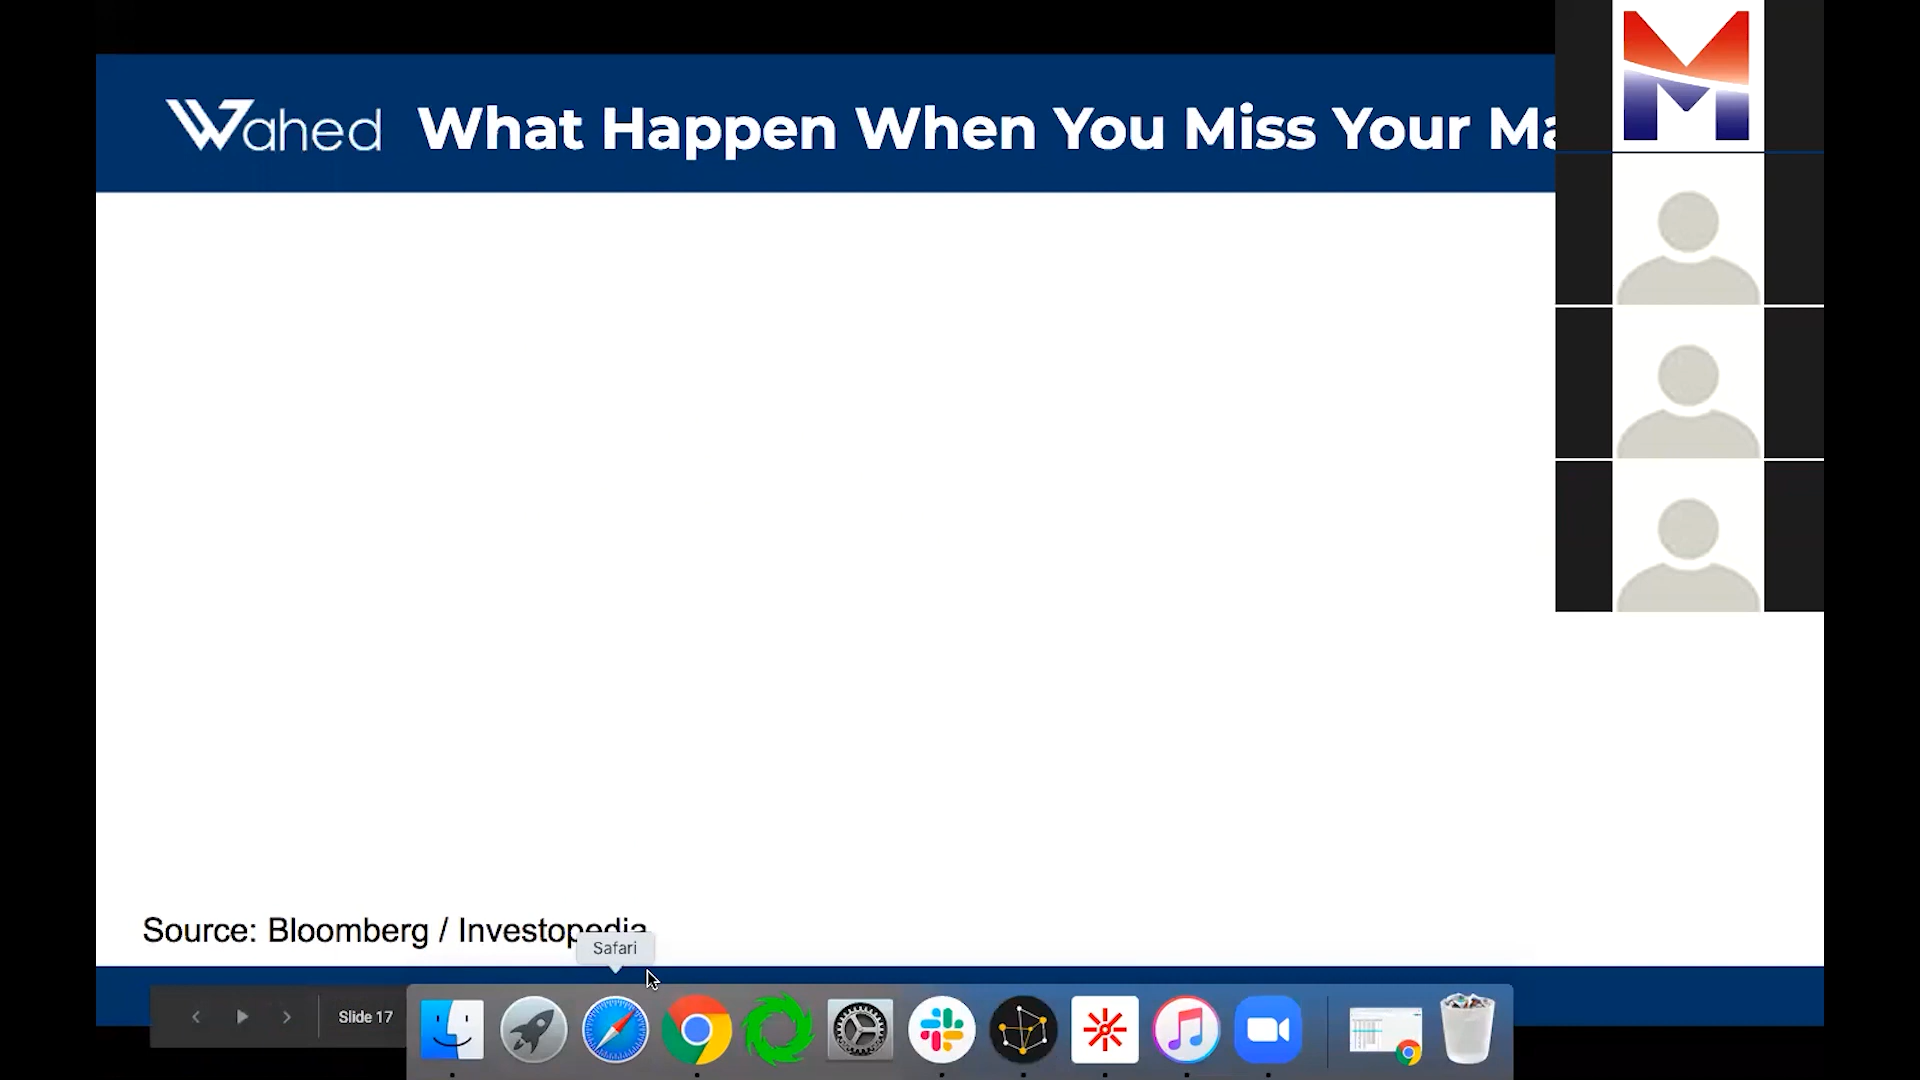 Wahed What Happen When You Miss Your Ma
Source: Bloomberg / Investopedia
Safari
Slide 17